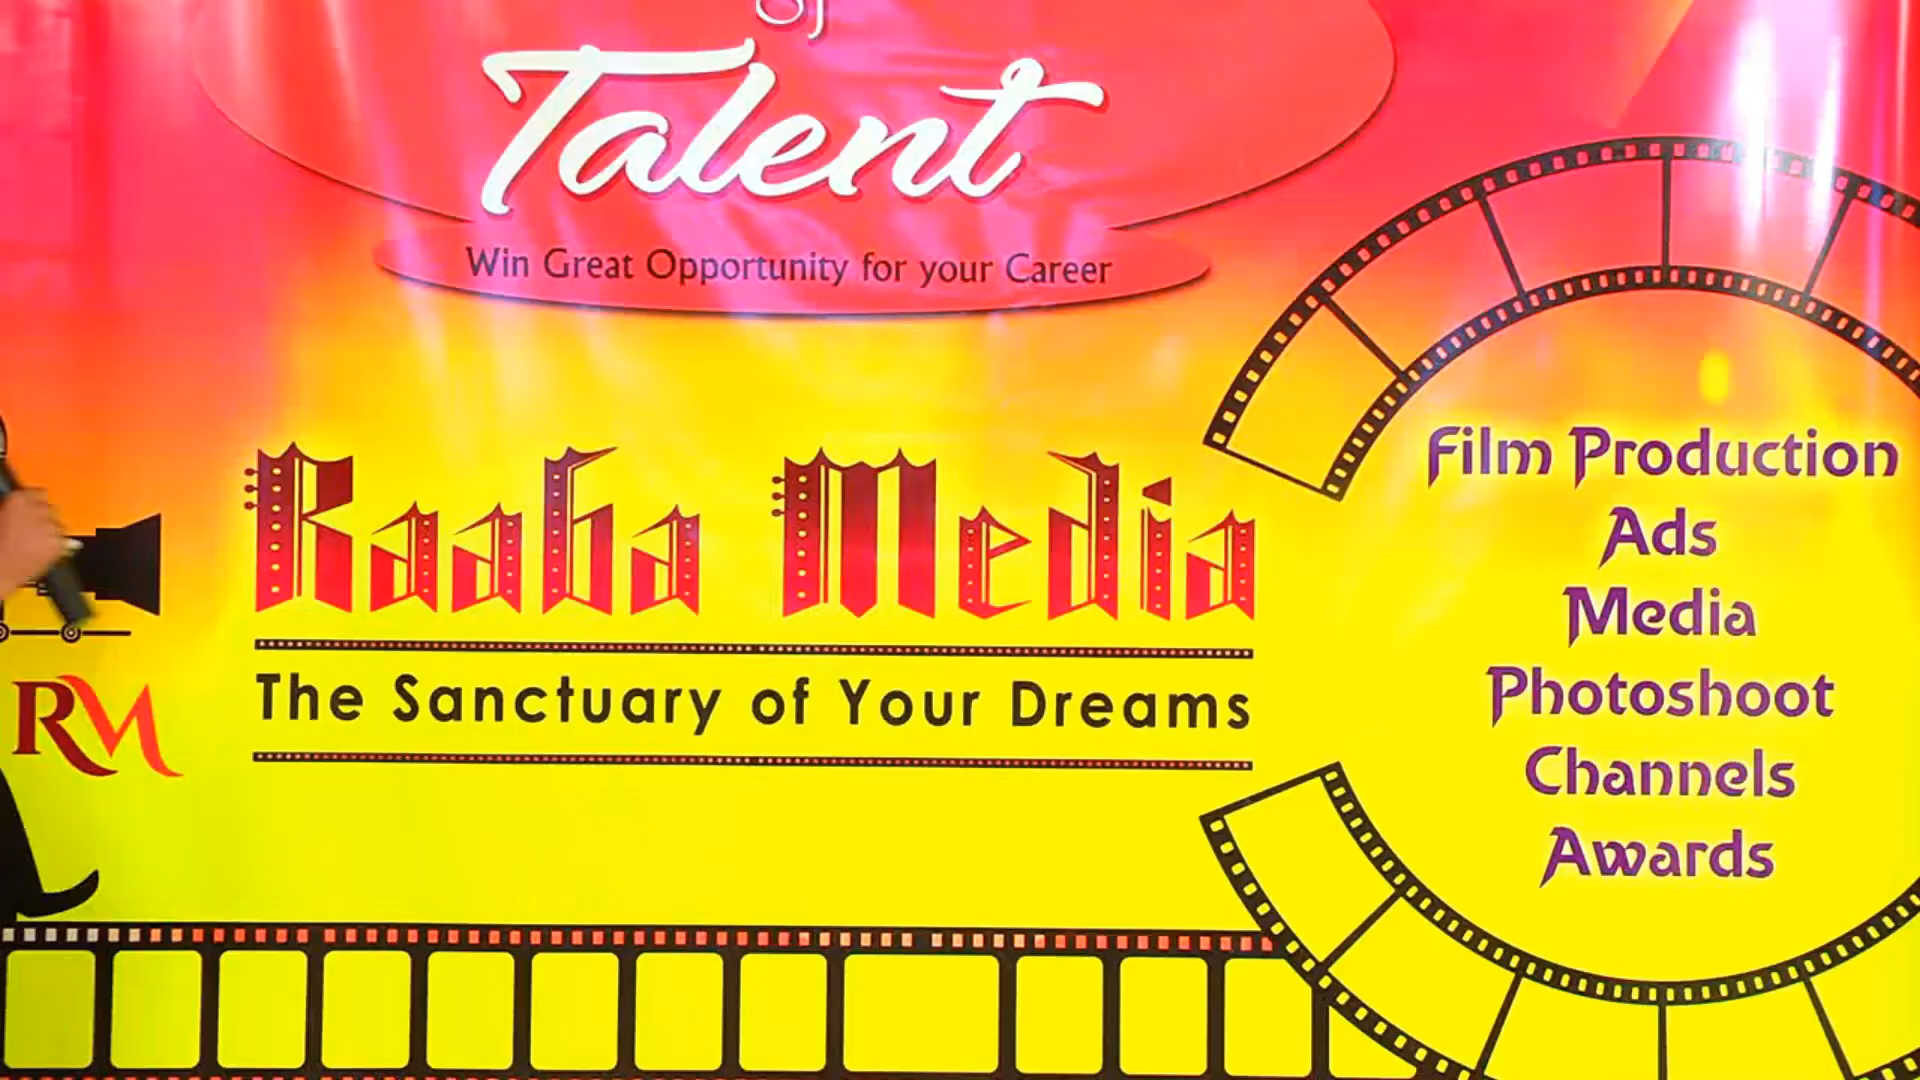 of
Talent
Win Great Opportunity for your Career
Raaba Media
The Sanctuary of Your Dreams
RM
Film Production
Ads
Media
Photoshoot
Channels
Awards